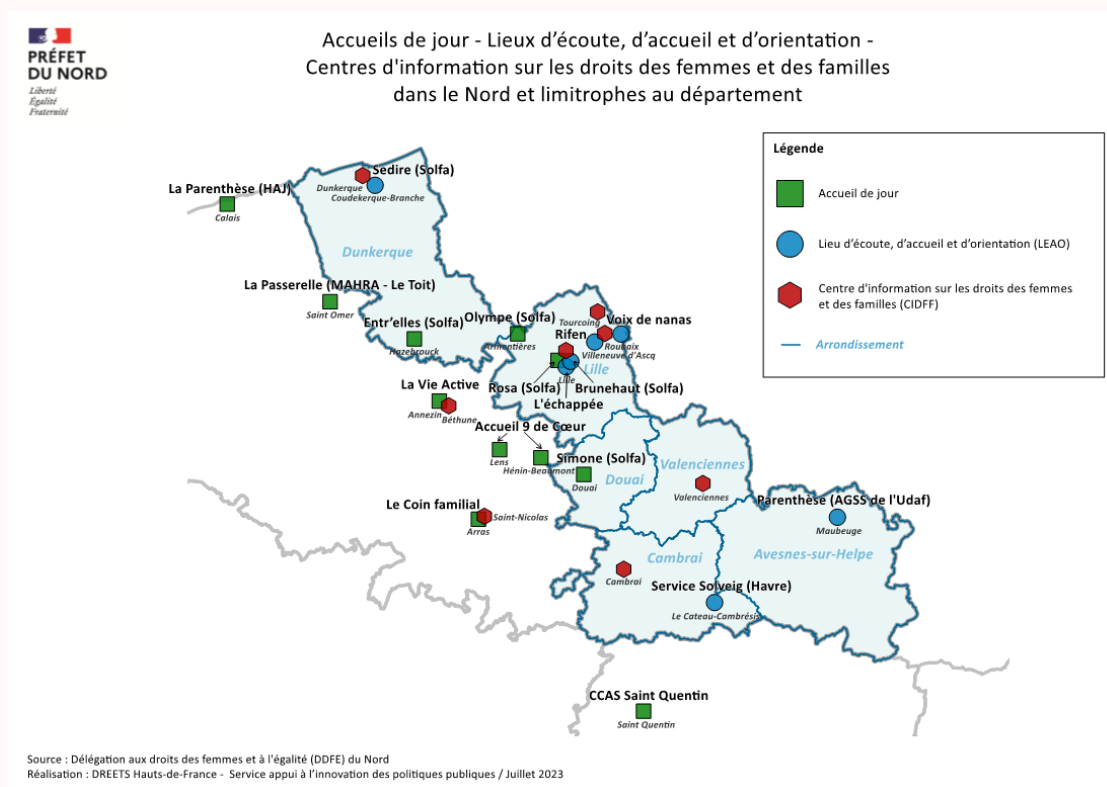 PRÉFET
DU NORD
Liberté
Égalité
Fraternité
Accueils de jour - Lieux d'écoute, d'accueil et d'orientation -
Centres d'information sur les droits des femmes et des familles
dans le Nord et limitrophes au département
Légende
Accueil de jour
Lieu d'écoute, d'accueil et d'orientation (LEAO)
Centre d'information sur les droits des femmes
et des familles (CIDFF)
Arrondissement
Sedire (Solfa)
Dunkerque
Coudekerque-Branche
La Parenthèse (HAJ)
Calais
Dunkerque
La Passerelle (MAHRA - Le Toit)
Saint Omer
Entr'elles (Solfa)
Hazebrouck
Olympe (Solfa)
Armentières
Tourcoing
Voix de nanas
Rifen
Roubaix
Villeneuve d'Ascq
Lille
Lille
Rosa (Solfa)
Brunehaut (Solfa)
L'échappée
La Vie Active
Annezin
Béthune
Accueil 9 de Cœur
Lens
Hénin-Beaumont
Simone (Solfa)
Douai
Douai
Valenciennes
Valenciennes
Le Coin familial
Saint-Nicolas
Arras
Parenthèse (AGSS de l'Udaf)
Maubeuge
Avesnes-sur-Helpe
Cambrai
Cambrai
Service Solveig (Havre)
Le Cateau-Cambrésis
CCAS Saint Quentin
Saint Quentin
Source : Délégation aux droits des femmes et à l'égalité (DDFE) du Nord
Réalisation : DREETS Hauts-de-France - Service appui à l'innovation des politiques publiques / Juillet 2023